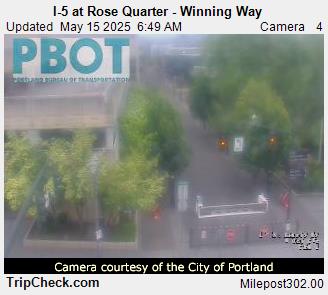 I-5 at Rose Quarter - Winning Way
Updated May 15 2025 6:49 AM Camera 4
PBOT
PORTLAND BUREAU OF TRANSPORTATION
Camera courtesy of the City of Portland
TripCheck.com Milepost302.00